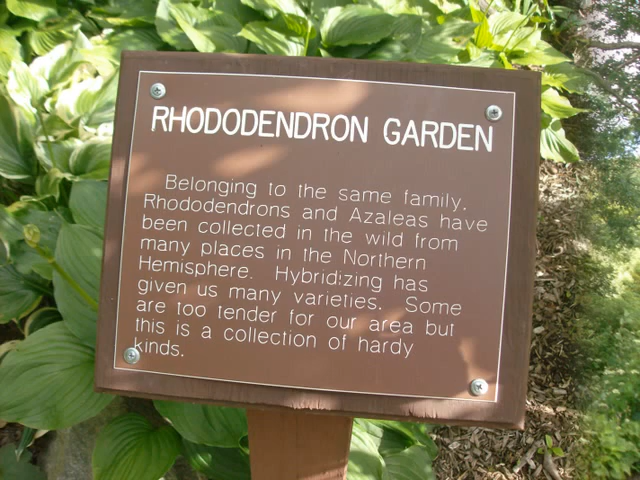 RHODODENDRON GARDEN
Belonging to the same family,
Rhododendrons and Azaleas have
been collected in the wild from
many places in the Northern
Hemisphere. Hybridizing has
given us many varieties. Some
are too tender for our area but
this is a collection of hardy
kinds.